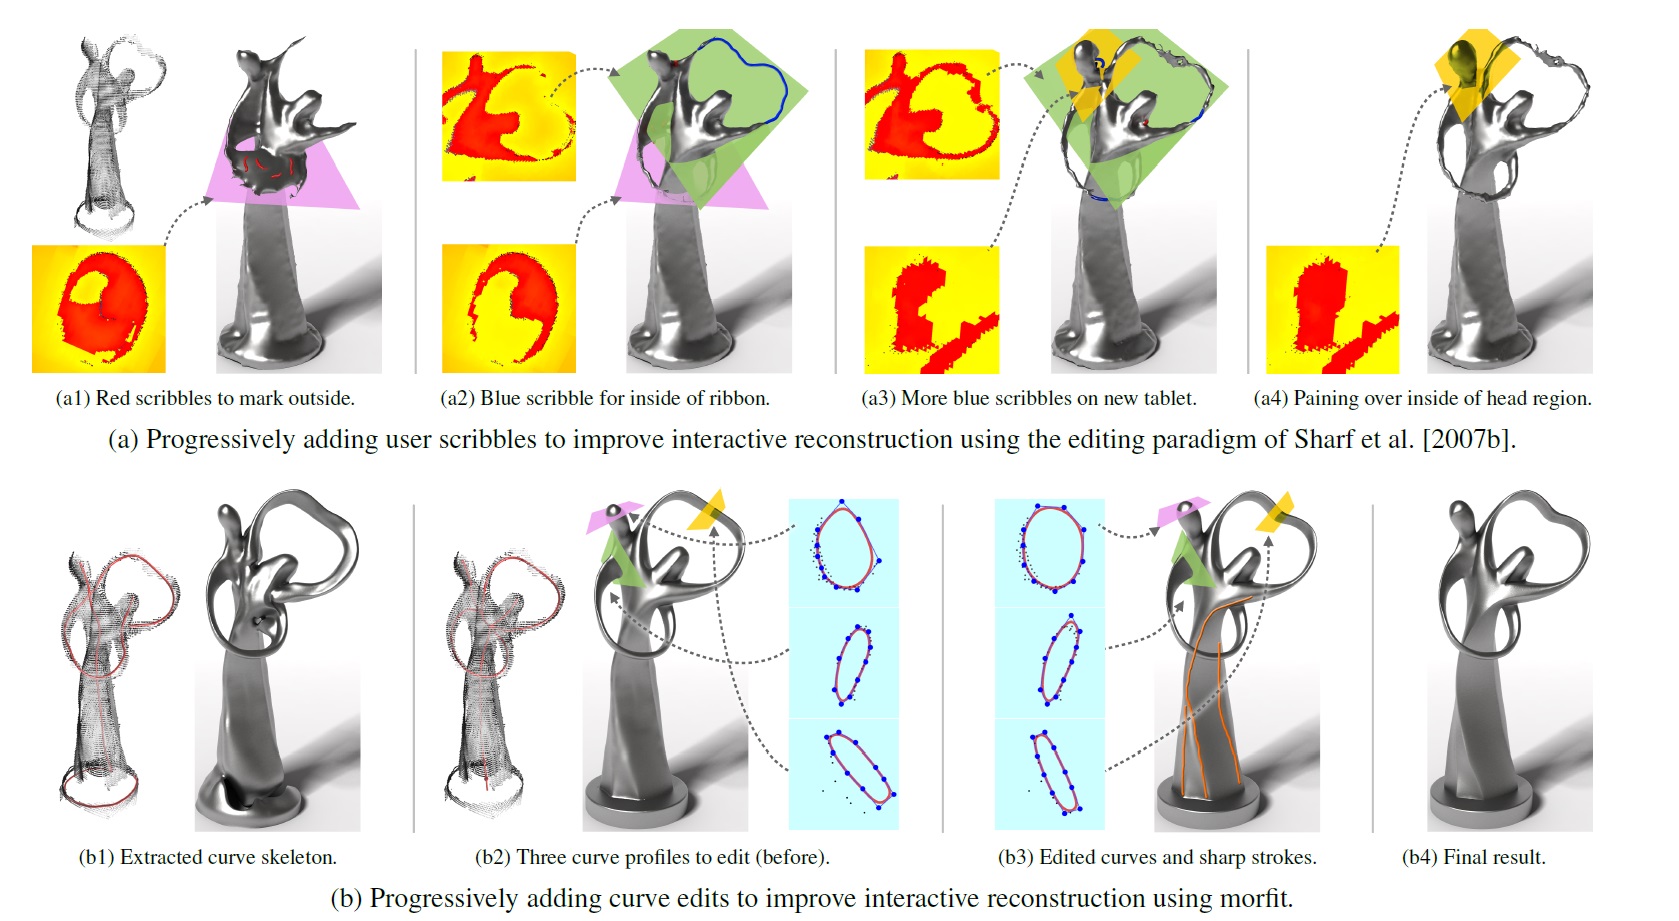 (a1) Red scribbles to mark outside.
(a2) Blue scribble for inside of ribbon.
(a3) More blue scribbles on new tablet.
(a4) Paining over inside of head region.
(a) Progressively adding user scribbles to improve interactive reconstruction using the editing paradigm of Sharf et al. [2007b].
(b1) Extracted curve skeleton.
(b2) Three curve profiles to edit (before).
(b3) Edited curves and sharp strokes.
(b4) Final result.
(b) Progressively adding curve edits to improve interactive reconstruction using morfit.